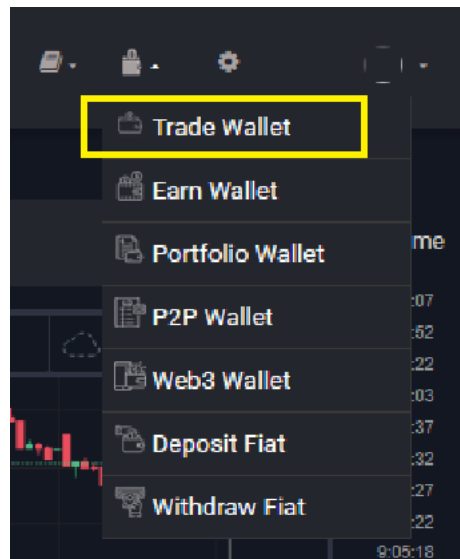 Trade Wallet
Earn Wallet
me
Portfolio Wallet
:07
P2P Wallet
:52
:22
Web3 Wallet
:03
:37
Deposit Fiat
:32
:27
Withdraw Fiat
:22
9:05:18